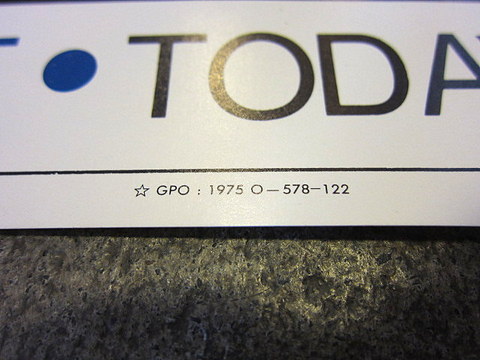 T • TODA
☆ GPO : 1975 O—578—122